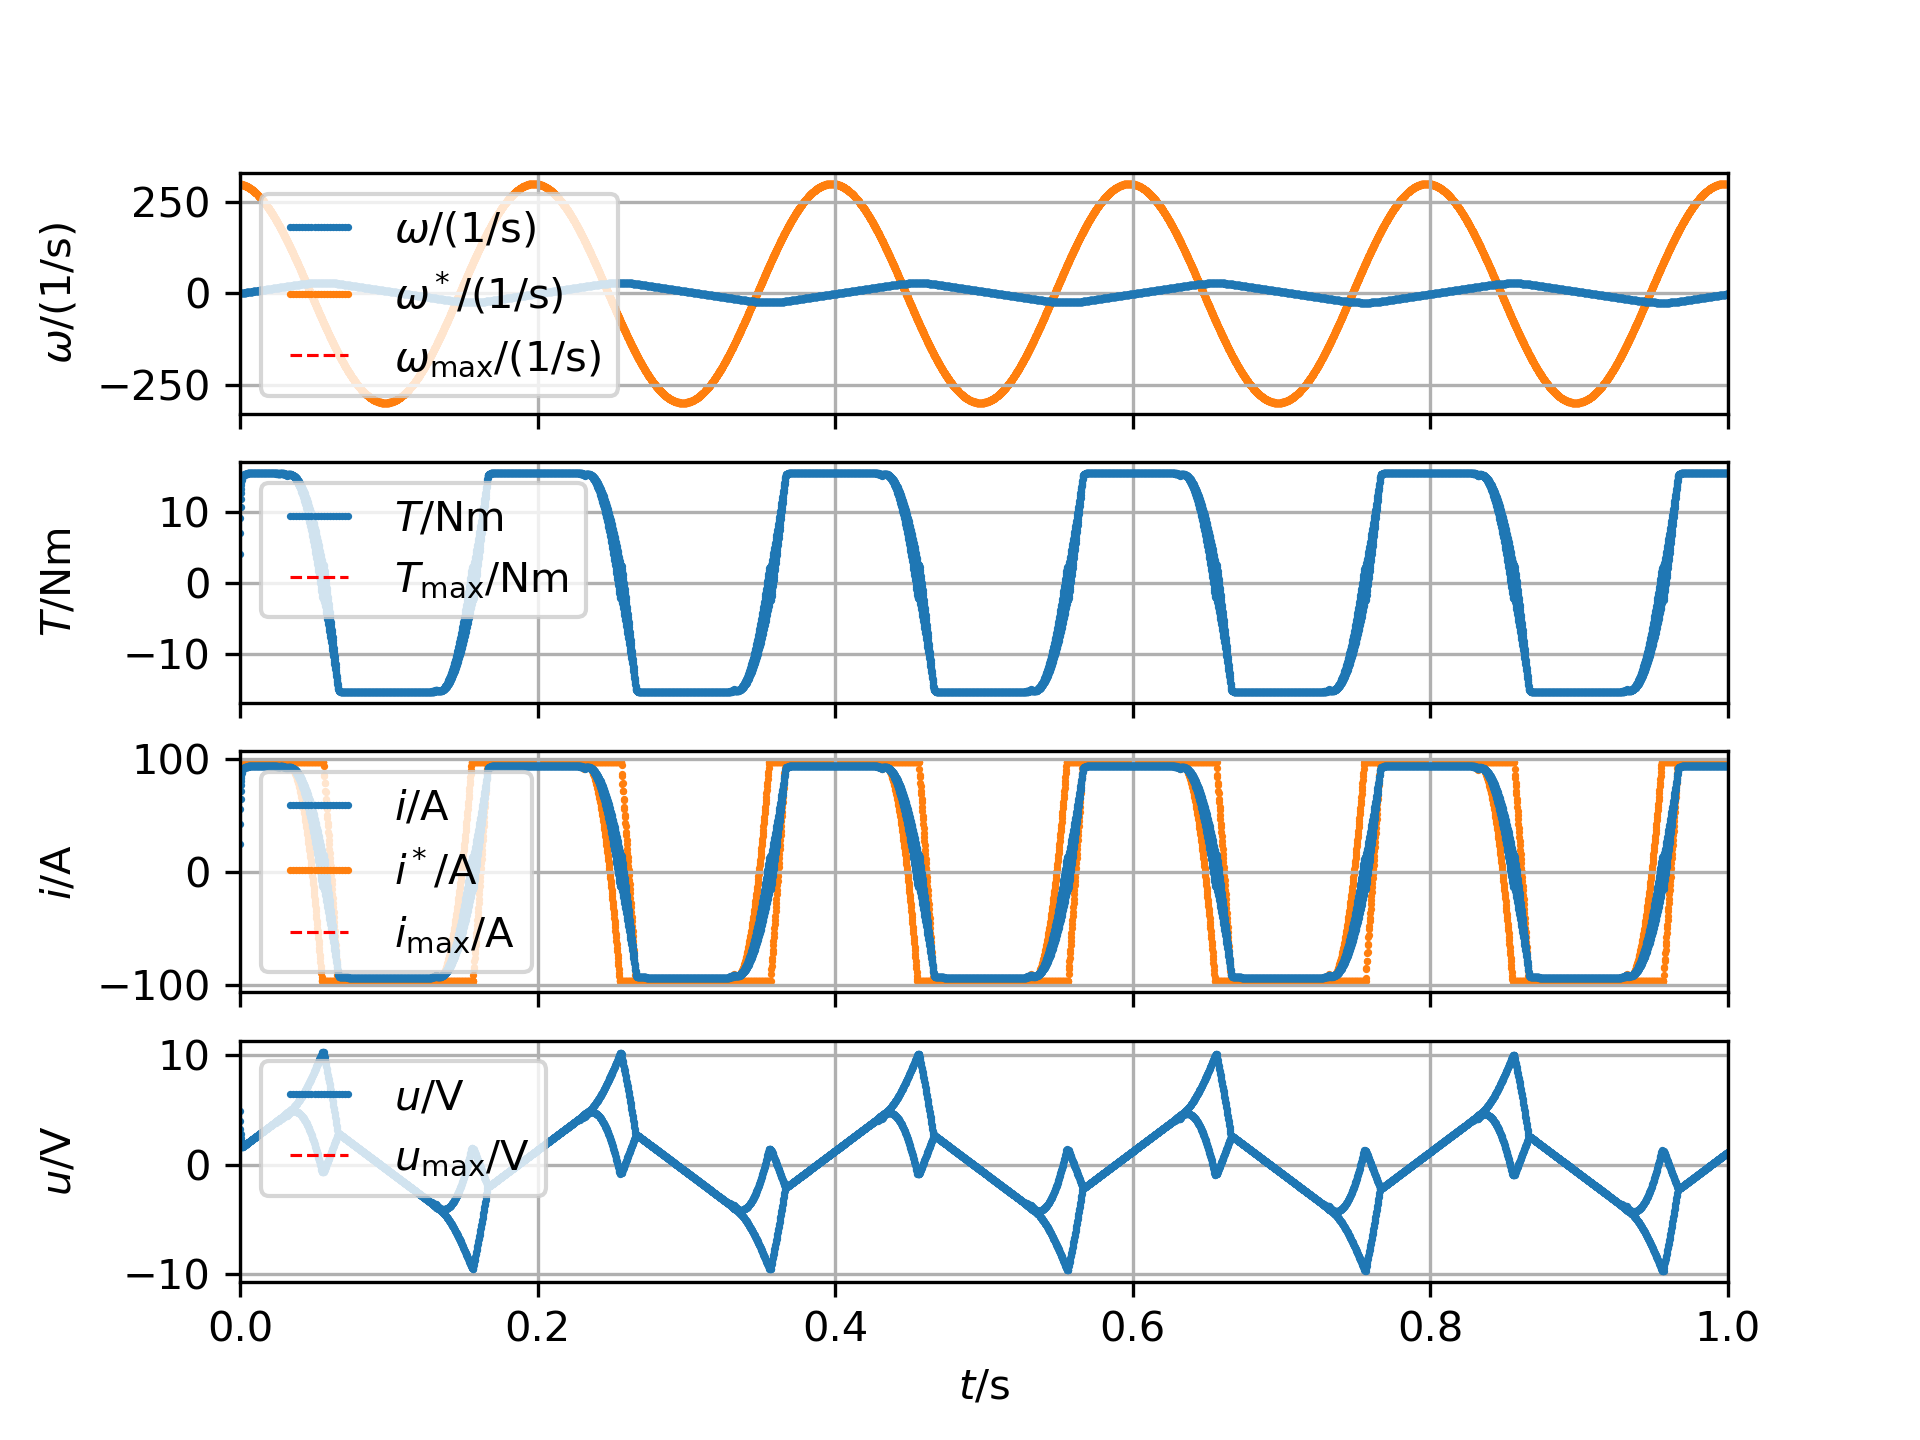 ω/(1/s)
250
0
−250
ω/(1/s)
ω*/(1/s)
ωmax/(1/s)
T/Nm
10
0
−10
T/Nm
Tmax/Nm
i/A
100
0
−100
i/A
i*/A
imax/A
u/V
10
0
−10
u/V
umax/V
0.0 0.2 0.4 0.6 0.8 1.0
t/s